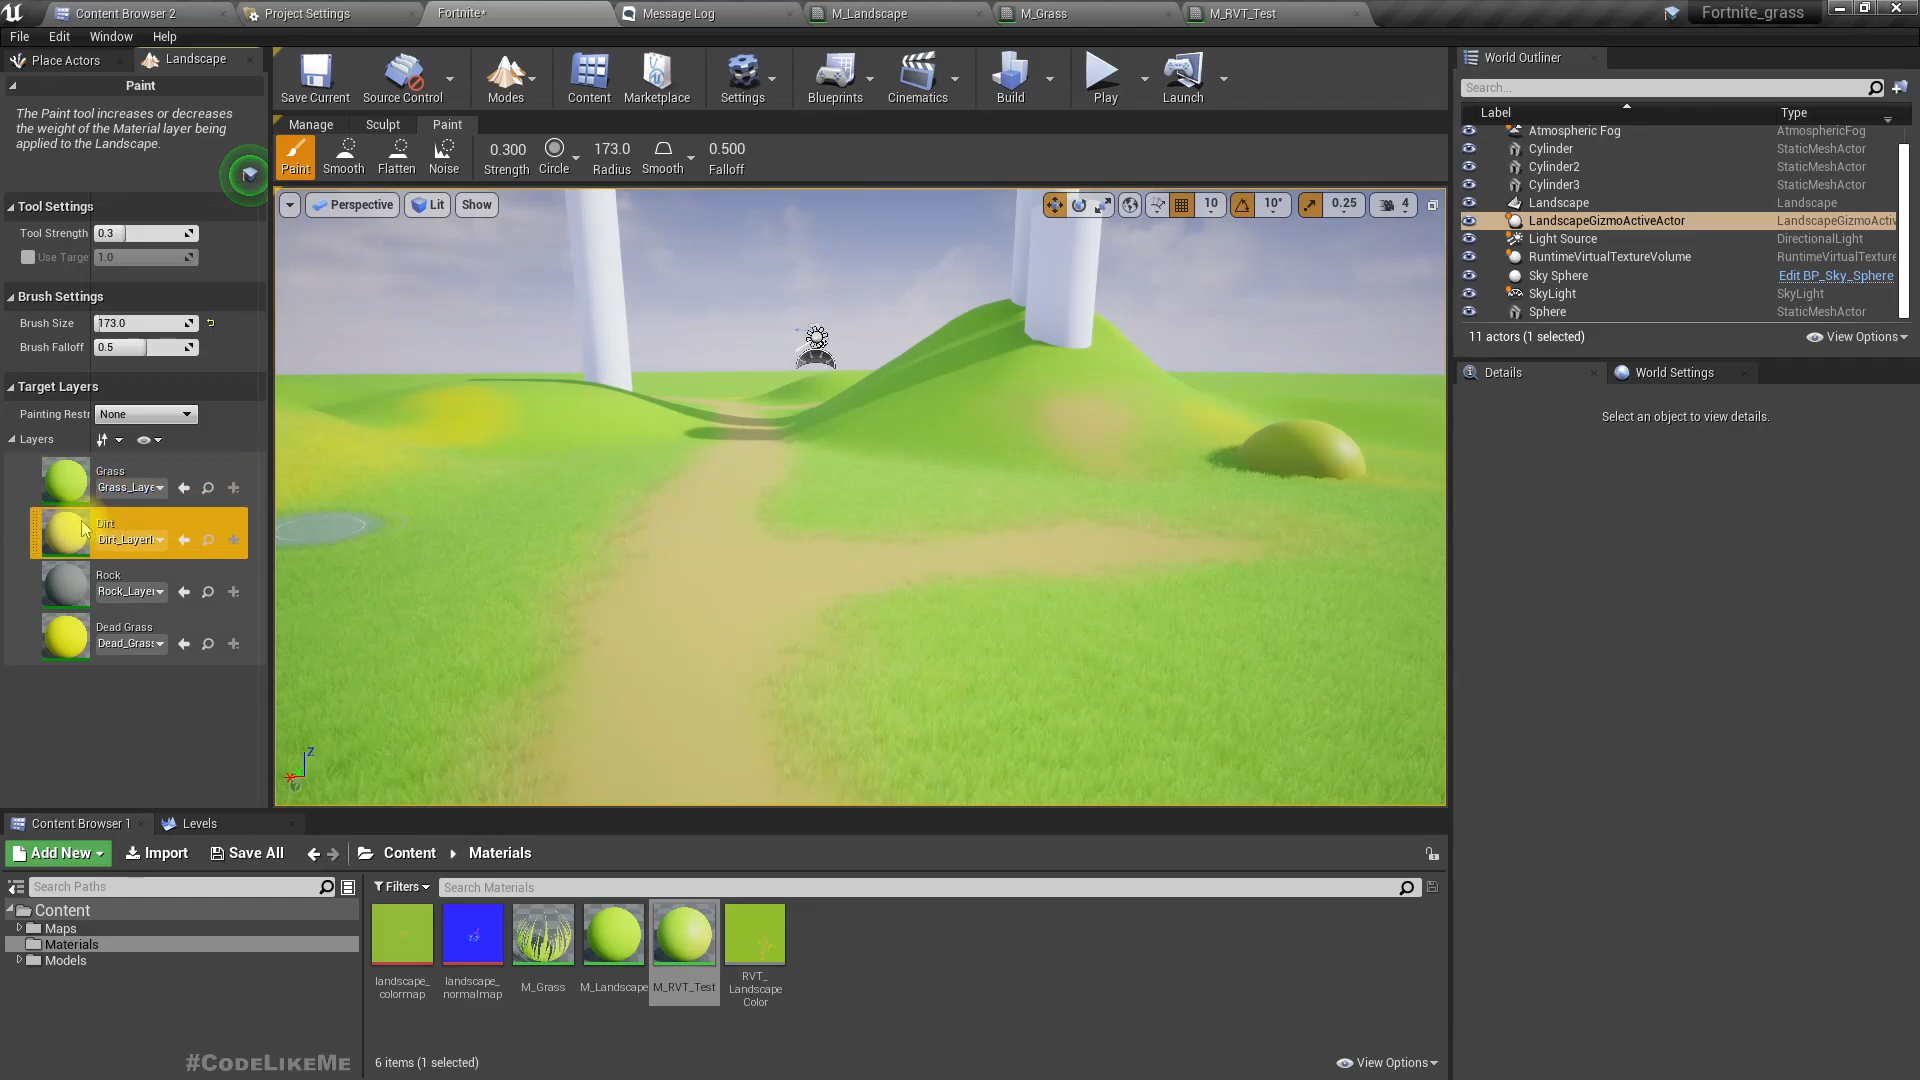 Content Browser 2
Project Settings
Fortnite*
Message Log
M_Landscape
M_Grass
M_RVT_Test
Fortnite_grass
File
Edit
Window
Help
Place Actors
Landscape
Paint
The Paint tool increases or decreases
the weight of the Material layer being
applied to the Landscape.
Tool Settings
Tool Strength
0.3
Use Targe
1.0
Brush Settings
Brush Size
173.0
Brush Falloff
0.5
Target Layers
Painting Restr
None
Layers
Grass
Grass_Laye
Dirt
Dirt_LayerI
Rock
Rock_Layer
Dead Grass
Dead_Grass
Save Current
Source Control
Modes
Content
Marketplace
Settings
Blueprints
Cinematics
Build
Play
Launch
Manage
Sculpt
Paint
Paint
Smooth
Flatten
Noise
0.300
Strength
Circle
173.0
Radius
Smooth
0.500
Falloff
Perspective
Lit
Show
10
10°
0.25
4
Z
X
World Outliner
Search...
Label
Type
Atmospheric Fog
AtmosphericFog
Cylinder
StaticMeshActor
Cylinder2
StaticMeshActor
Cylinder3
StaticMeshActor
Landscape
Landscape
LandscapeGizmoActiveActor
LandscapeGizmoActiv
Light Source
DirectionalLight
RuntimeVirtualTextureVolume
RuntimeVirtualTexture
Sky Sphere
Edit BP_Sky_Sphere
SkyLight
SkyLight
Sphere
StaticMeshActor
11 actors (1 selected)
View Options
Details
World Settings
Select an object to view details.
Content Browser 1
Levels
Add New
Import
Save All
Content
Materials
Search Paths
Filters
Search Materials
Content
Maps
Materials
Models
landscape_
colormap
landscape_
normalmap
M_Grass
M_Landscape
M_RVT_Test
RVT_
Landscape
Color
6 items (1 selected)
View Options
#CodeLikeMe